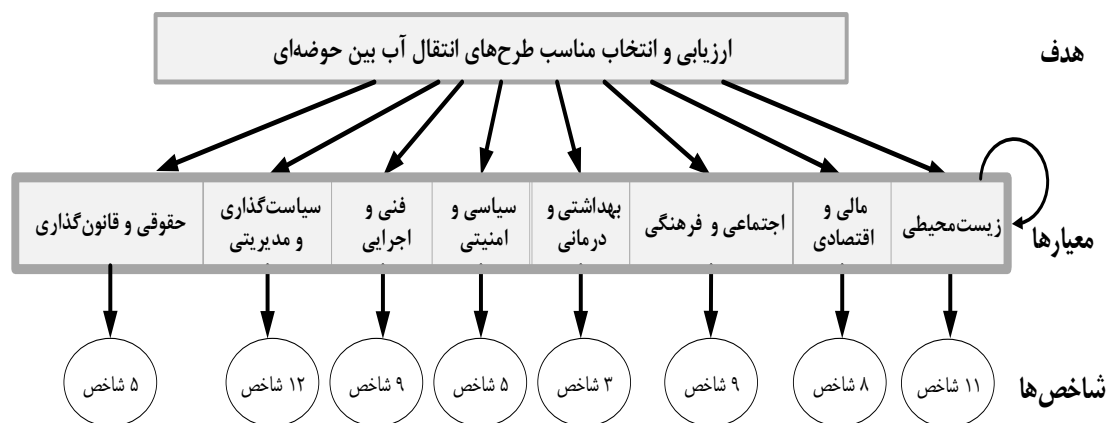 ارزیابی و انتخاب مناسب طرح‌های انتقال آب بین حوضه‌ای
هدف
معیارها
زیست‌محیطی
مالی و
اقتصادی
اجتماعی و فرهنگی
بهداشتی و
درمانی
سیاسی و
امنیتی
فنی و
اجرایی
سیاست‌گذاری
و مدیریتی
حقوقی و قانون‌گذاری
شاخص‌ها
۱۱ شاخص
۸ شاخص
۹ شاخص
۳ شاخص
۵ شاخص
۹ شاخص
۱۲ شاخص
۵ شاخص